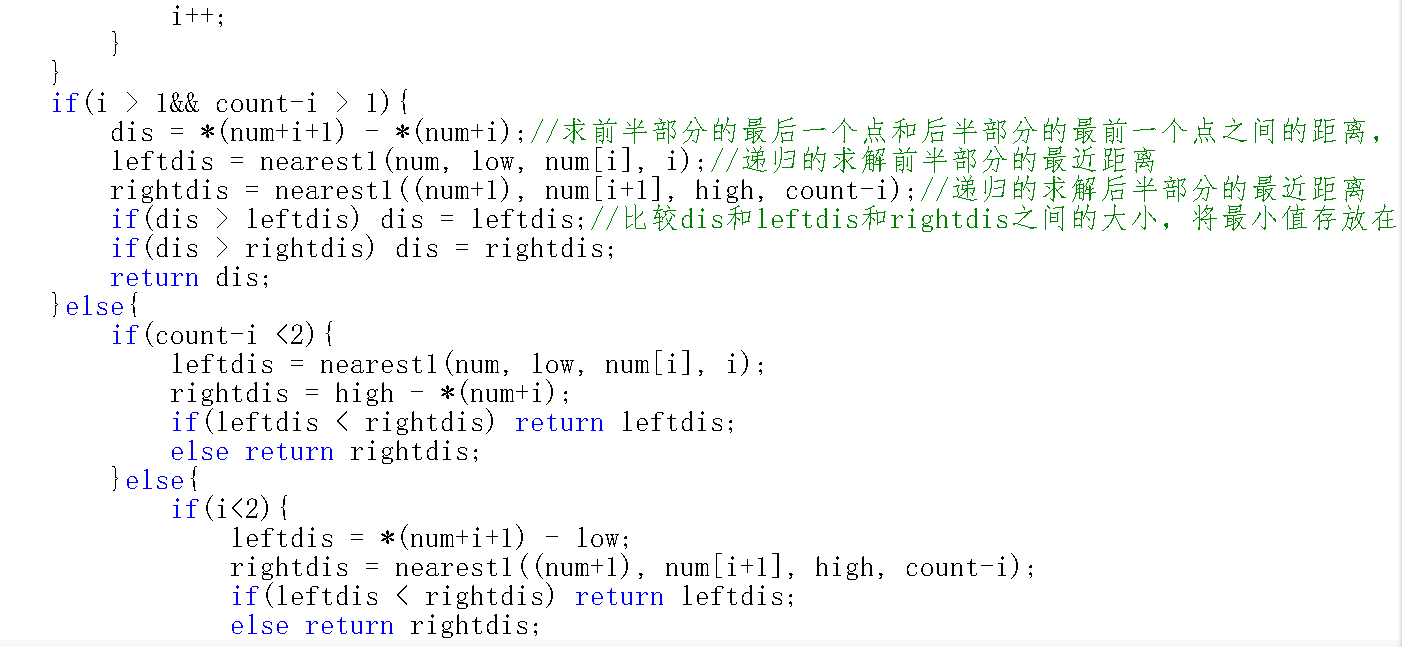 i++;
        }
    }
    if(i > 1&& count-i > 1){
        dis = *(num+i+1) - *(num+i);//求前半部分的最后一个点和后半部分的最前一个点之间的距离，
        leftdis = nearest1(num, low, num[i], i);//递归的求解前半部分的最近距离
        rightdis = nearest1((num+1), num[i+1], high, count-i);//递归的求解后半部分的最近距离
        if(dis > leftdis) dis = leftdis;//比较dis和leftdis和rightdis之间的大小，将最小值存放在
        if(dis > rightdis) dis = rightdis;
        return dis;
    }else{
        if(count-i <2){
            leftdis = nearest1(num, low, num[i], i);
            rightdis = high - *(num+i);
            if(leftdis < rightdis) return leftdis;
            else return rightdis;
        }else{
            if(i<2){
                leftdis = *(num+i+1) - low;
                rightdis = nearest1((num+1), num[i+1], high, count-i);
                if(leftdis < rightdis) return leftdis;
                else return rightdis;